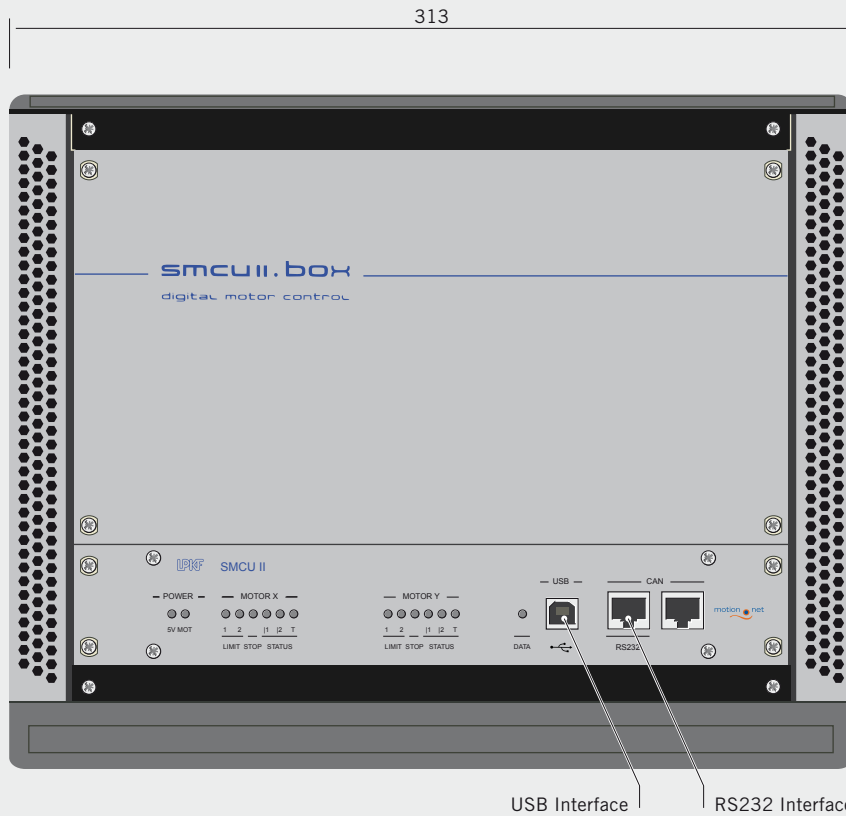 313
smcu II. box
digital motor control
LPKF SMCU II
USB CAN
POWER MOTOR X MOTOR Y
motion net
5V MOT 1 2 |1 |2 T 1 2 |1 |2 T
LIMIT STOP STATUS LIMIT STOP STATUS DATA RS232
USB Interface RS232 Interface